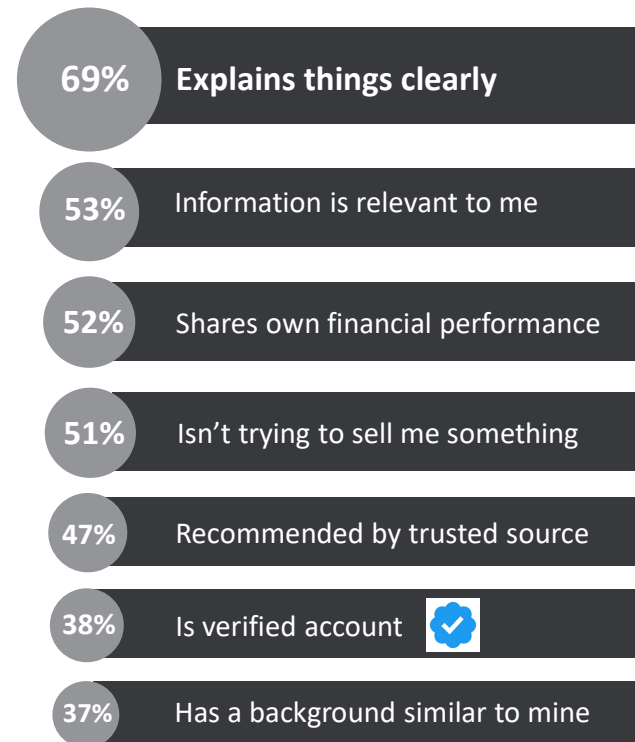 69% Explains things clearly
53% Information is relevant to me
52% Shares own financial performance
51% Isn’t trying to sell me something
47% Recommended by trusted source
38% Is verified account
37% Has a background similar to mine